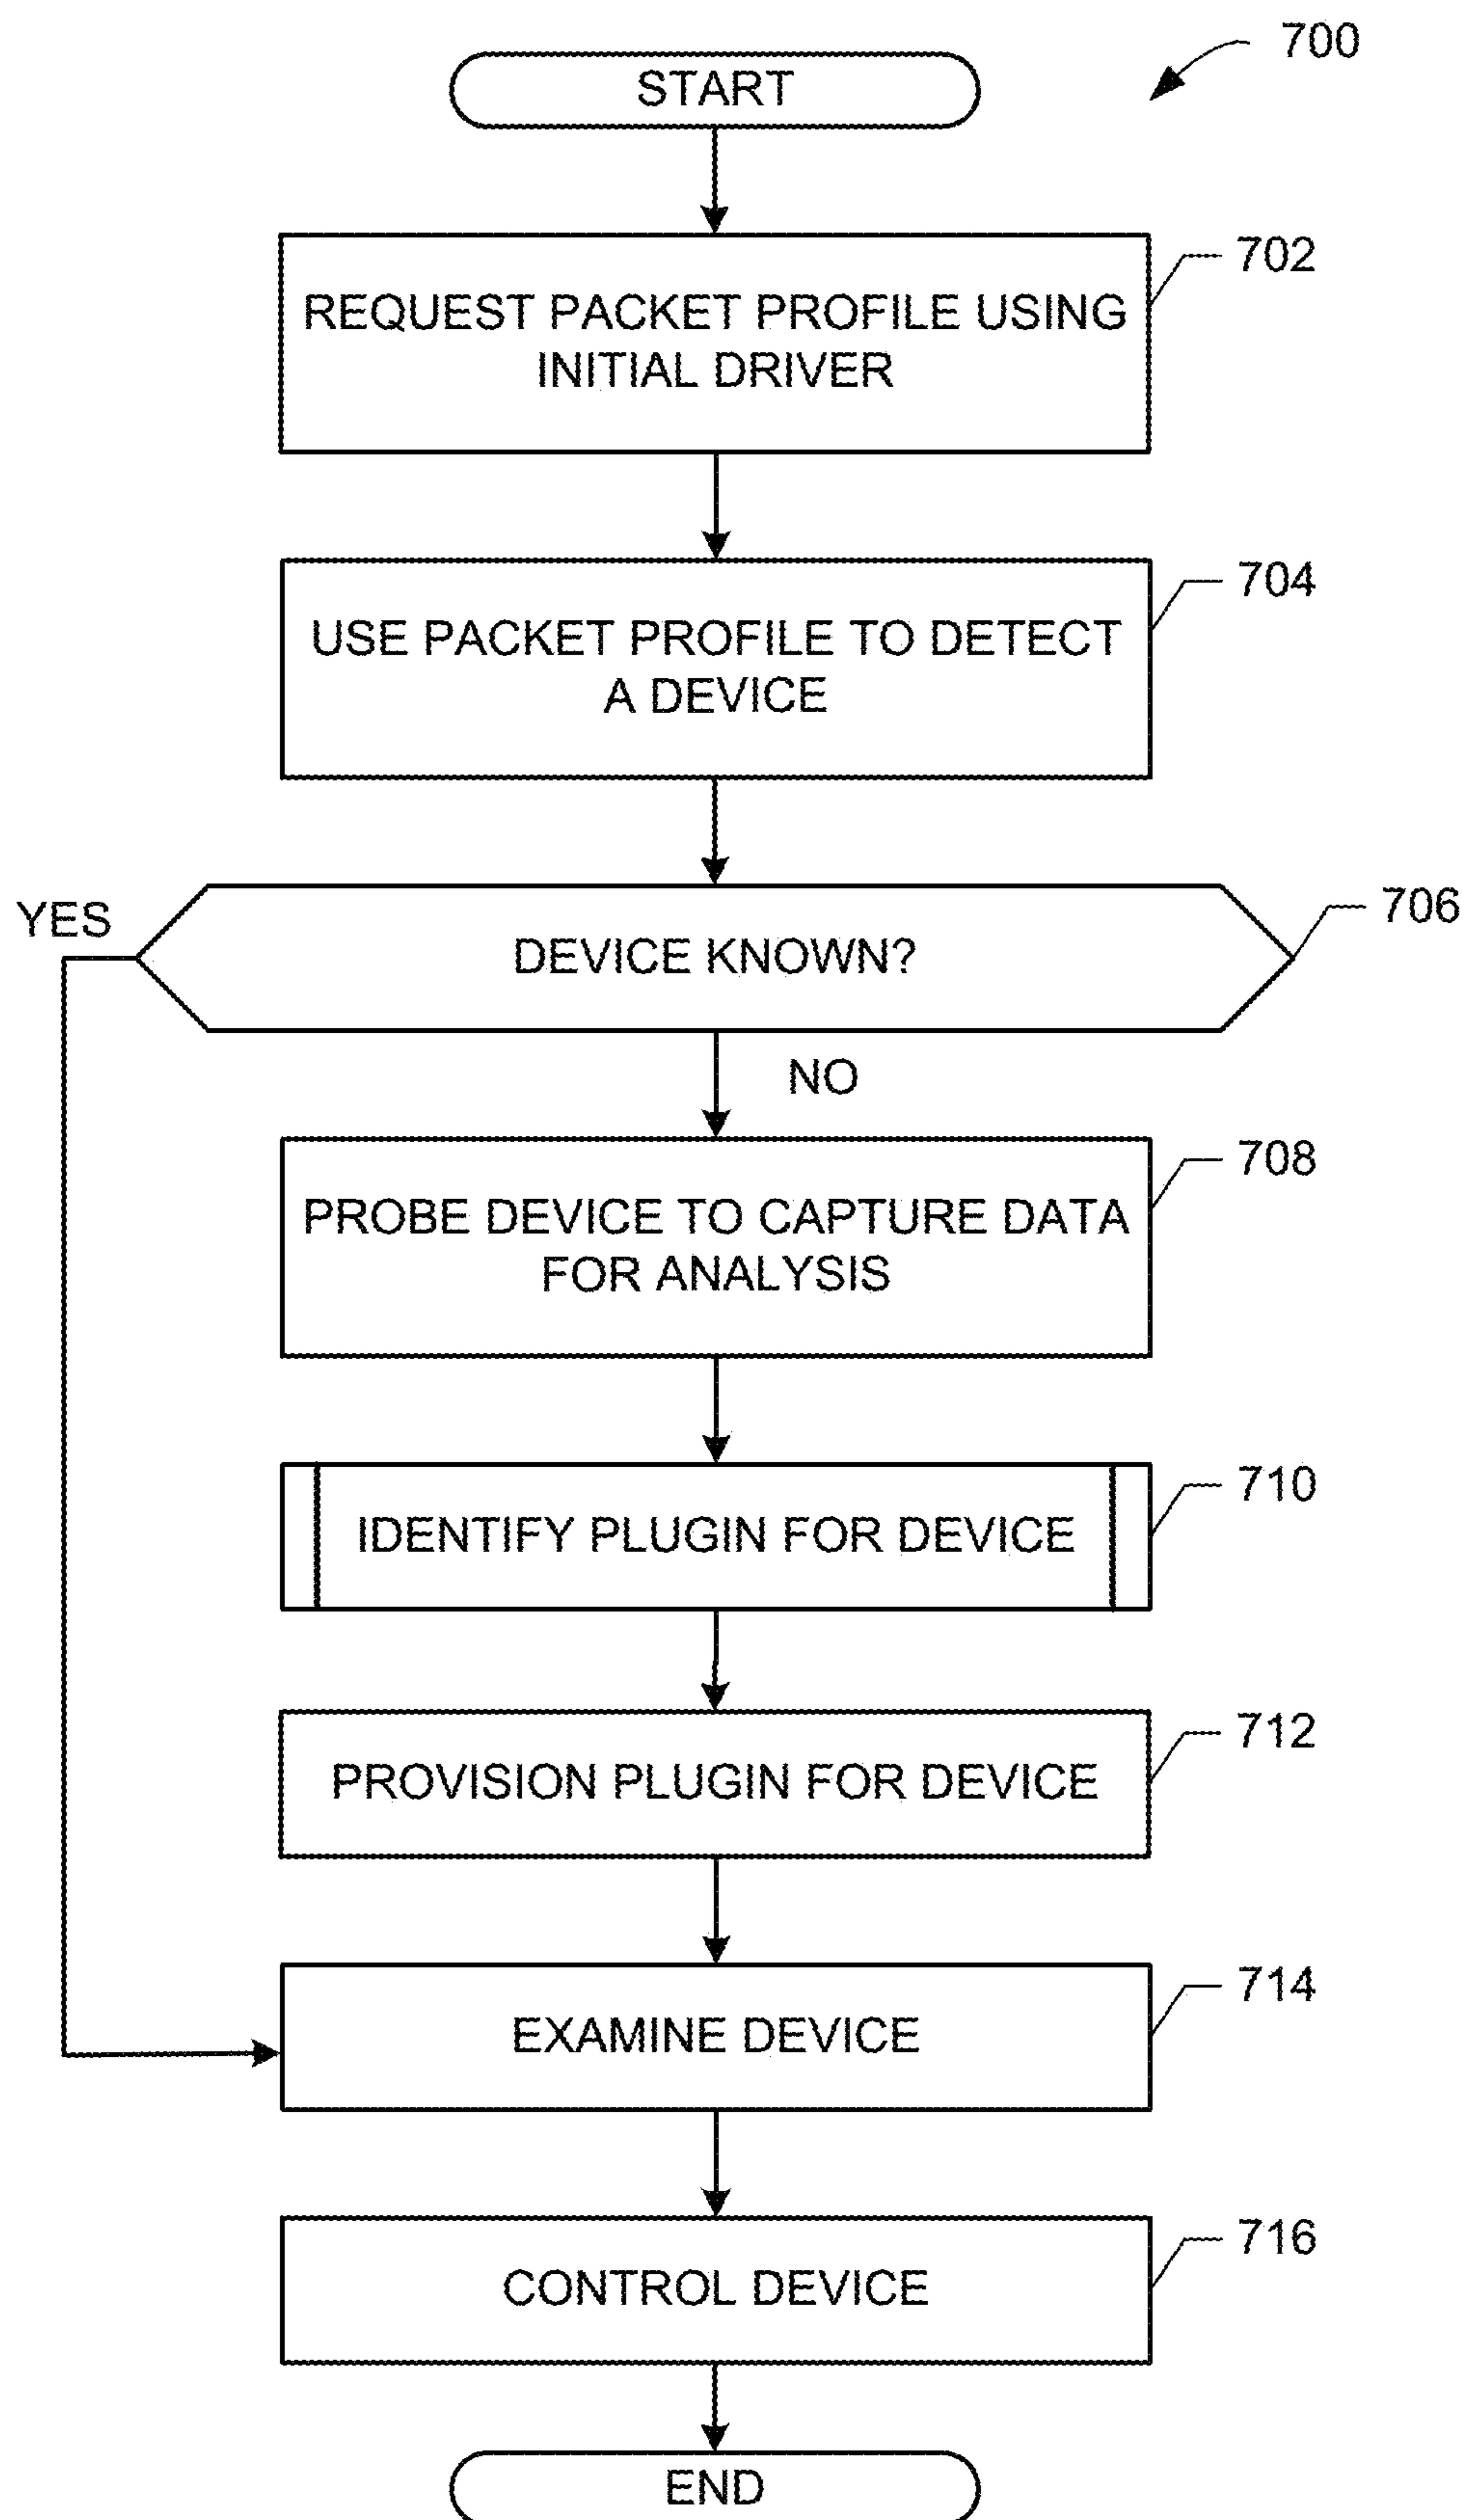 700
START
702
REQUEST PACKET PROFILE USING
INITIAL DRIVER
704
USE PACKET PROFILE TO DETECT
A DEVICE
YES
706
DEVICE KNOWN?
NO
708
PROBE DEVICE TO CAPTURE DATA
FOR ANALYSIS
710
IDENTIFY PLUGIN FOR DEVICE
712
PROVISION PLUGIN FOR DEVICE
714
EXAMINE DEVICE
716
CONTROL DEVICE
END